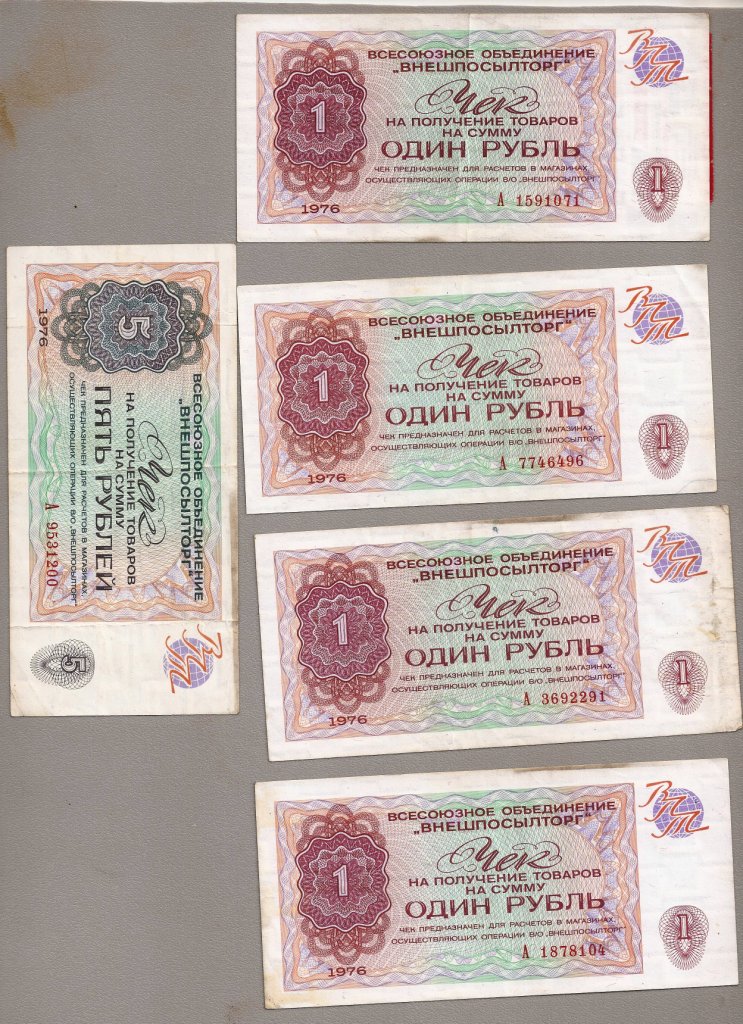 ВСЕСОЮЗНОЕ ОБЪЕДИНЕНИЕ
„ВНЕШПОСЫЛТОРГ"
ВПТ
1
Чек
НА ПОЛУЧЕНИЕ ТОВАРОВ
НА СУММУ
ОДИН РУБЛЬ
ЧЕК ПРЕДНАЗНАЧЕН ДЛЯ РАСЧЕТОВ В МАГАЗИНАХ,
ОСУЩЕСТВЛЯЮЩИХ ОПЕРАЦИИ В/О „ВНЕШПОСЫЛТОРГ"
1
1976
А 1591071
ВСЕСОЮЗНОЕ ОБЪЕДИНЕНИЕ
„ВНЕШПОСЫЛТОРГ"
ВПТ
5
Чек
НА ПОЛУЧЕНИЕ ТОВАРОВ
НА СУММУ
ПЯТЬ РУБЛЕЙ
ЧЕК ПРЕДНАЗНАЧЕН ДЛЯ РАСЧЕТОВ В МАГАЗИНАХ,
ОСУЩЕСТВЛЯЮЩИХ ОПЕРАЦИИ В/О „ВНЕШПОСЫЛТОРГ"
5
1976
А 9531200
ВСЕСОЮЗНОЕ ОБЪЕДИНЕНИЕ
„ВНЕШПОСЫЛТОРГ"
ВПТ
1
Чек
НА ПОЛУЧЕНИЕ ТОВАРОВ
НА СУММУ
ОДИН РУБЛЬ
ЧЕК ПРЕДНАЗНАЧЕН ДЛЯ РАСЧЕТОВ В МАГАЗИНАХ,
ОСУЩЕСТВЛЯЮЩИХ ОПЕРАЦИИ В/О „ВНЕШПОСЫЛТОРГ"
1
1976
А 7746496
ВСЕСОЮЗНОЕ ОБЪЕДИНЕНИЕ
„ВНЕШПОСЫЛТОРГ"
ВПТ
1
Чек
НА ПОЛУЧЕНИЕ ТОВАРОВ
НА СУММУ
ОДИН РУБЛЬ
ЧЕК ПРЕДНАЗНАЧЕН ДЛЯ РАСЧЕТОВ В МАГАЗИНАХ,
ОСУЩЕСТВЛЯЮЩИХ ОПЕРАЦИИ В/О „ВНЕШПОСЫЛТОРГ"
1
1976
А 3692291
ВСЕСОЮЗНОЕ ОБЪЕДИНЕНИЕ
„ВНЕШПОСЫЛТОРГ"
ВПТ
1
Чек
НА ПОЛУЧЕНИЕ ТОВАРОВ
НА СУММУ
ОДИН РУБЛЬ
ЧЕК ПРЕДНАЗНАЧЕН ДЛЯ РАСЧЕТОВ В МАГАЗИНАХ,
ОСУЩЕСТВЛЯЮЩИХ ОПЕРАЦИИ В/О „ВНЕШПОСЫЛТОРГ"
1
1976
А 1878104